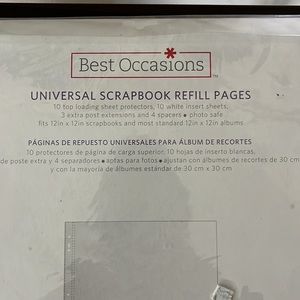 Best Occasions™
UNIVERSAL SCRAPBOOK REFILL PAGES
10 top loading sheet protectors, 10 white insert sheets,
3 extra post extensions and 4 spacers • photo safe
fits 12in x 12in scrapbooks and most standard 12in x 12in albums
PÁGINAS DE REPUESTO UNIVERSALES PARA ÁLBUM DE RECORTES
10 protectores de página de carga superior, 10 hojas de inserto blancas,
de poste extra y 4 separadores • aptas para fotos • ajustan con álbumes de recortes de 30 cm
y con la mayoría de álbumes estándar de 30 cm x 30 cm